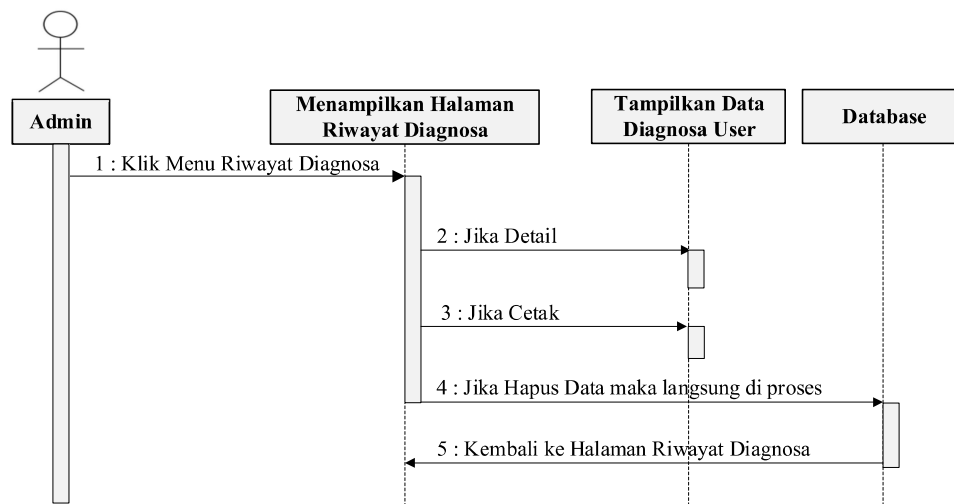 Admin
Menampilkan Halaman
Riwayat Diagnosa
Tampilkan Data
Diagnosa User
Database
1 : Klik Menu Riwayat Diagnosa
2 : Jika Detail
3 : Jika Cetak
4 : Jika Hapus Data maka langsung di proses
5 : Kembali ke Halaman Riwayat Diagnosa